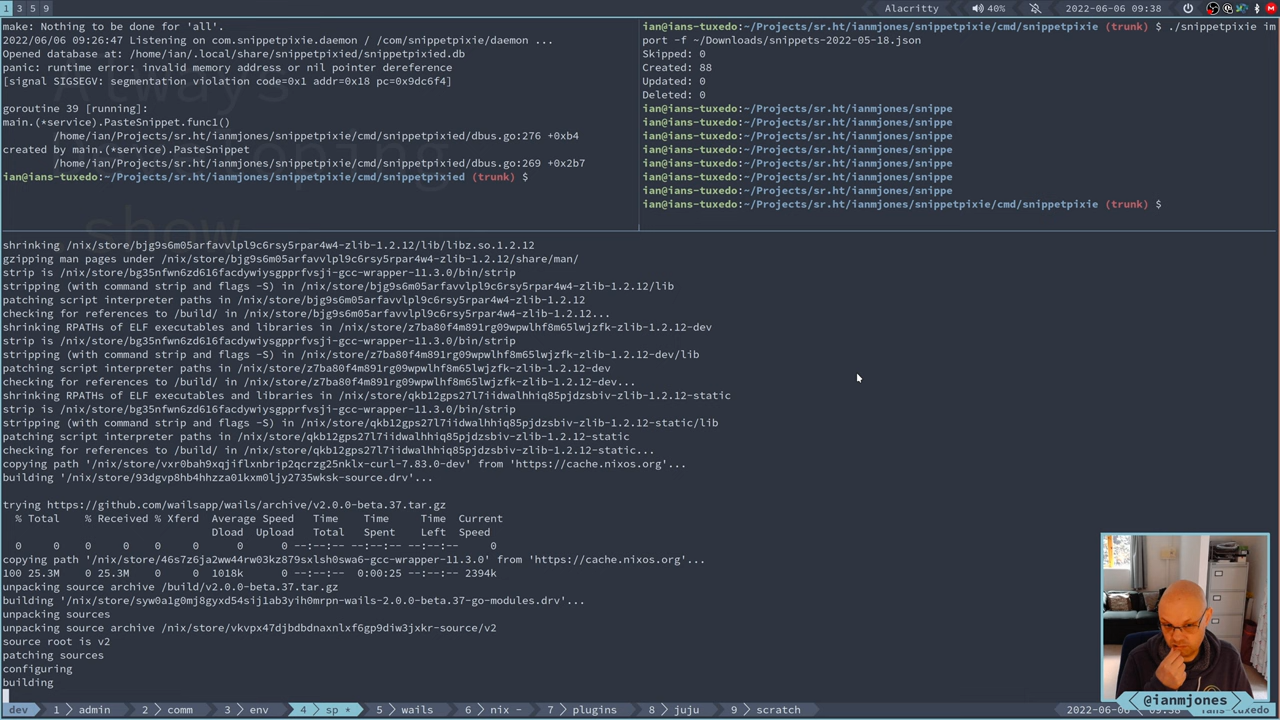 1 3 5 9
Alacritty 40% 2022-06-06 09:38 M
make: Nothing to be done for 'all'.
2022/06/06 09:26:47 Listening on com.snippetpixie.daemon / /com/snippetpixie/daemon ...
Opened database at: /home/ian/.local/share/snippetpixied/snippetpixied.db
panic: runtime error: invalid memory address or nil pointer dereference
[signal SIGSEGV: segmentation violation code=0x1 addr=0x18 pc=0x9dc6f4]
goroutine 39 [running]:
main.(*service).PasteSnippet.func1()
/home/ian/Projects/sr.ht/ianmjones/snippetpixie/cmd/snippetpixied/dbus.go:276 +0xb4
created by main.(*service).PasteSnippet
/home/ian/Projects/sr.ht/ianmjones/snippetpixie/cmd/snippetpixied/dbus.go:269 +0x2b7
ian@ians-tuxedo:~/Projects/sr.ht/ianmjones/snippetpixie/cmd/snippetpixied (trunk) $
ian@ians-tuxedo:~/Projects/sr.ht/ianmjones/snippetpixie/cmd/snippetpixie (trunk) $ ./snippetpixie im
port -f ~/Downloads/snippets-2022-05-18.json
Skipped: 0
Created: 88
Updated: 0
Deleted: 0
ian@ians-tuxedo:~/Projects/sr.ht/ianmjones/snippe
ian@ians-tuxedo:~/Projects/sr.ht/ianmjones/snippe
ian@ians-tuxedo:~/Projects/sr.ht/ianmjones/snippe
ian@ians-tuxedo:~/Projects/sr.ht/ianmjones/snippe
ian@ians-tuxedo:~/Projects/sr.ht/ianmjones/snippe
ian@ians-tuxedo:~/Projects/sr.ht/ianmjones/snippe
ian@ians-tuxedo:~/Projects/sr.ht/ianmjones/snippe
ian@ians-tuxedo:~/Projects/sr.ht/ianmjones/snippetpixie/cmd/snippetpixie (trunk) $
Always
show
shrinking /nix/store/bjg9s6m05arfavvlpl9c6rsy5rpar4w4-zlib-1.2.12/lib/libz.so.1.2.12
gzipping man pages under /nix/store/bjg9s6m05arfavvlpl9c6rsy5rpar4w4-zlib-1.2.12/share/man/
strip is /nix/store/bg35nfwn6zd616facdywiysgpprfvsji-gcc-wrapper-11.3.0/bin/strip
stripping (with command strip and flags -S) in /nix/store/bjg9s6m05arfavvlpl9c6rsy5rpar4w4-zlib-1.2.12/lib
patching script interpreter paths in /nix/store/bjg9s6m05arfavvlpl9c6rsy5rpar4w4-zlib-1.2.12
checking for references to /build/ in /nix/store/bjg9s6m05arfavvlpl9c6rsy5rpar4w4-zlib-1.2.12...
shrinking RPATHs of ELF executables and libraries in /nix/store/z7ba80f4m891rg09wpwlhf8m65lwjzfk-zlib-1.2.12-dev
strip is /nix/store/bg35nfwn6zd616facdywiysgpprfvsji-gcc-wrapper-11.3.0/bin/strip
stripping (with command strip and flags -S) in /nix/store/z7ba80f4m891rg09wpwlhf8m65lwjzfk-zlib-1.2.12-dev/lib
patching script interpreter paths in /nix/store/z7ba80f4m891rg09wpwlhf8m65lwjzfk-zlib-1.2.12-dev
checking for references to /build/ in /nix/store/z7ba80f4m891rg09wpwlhf8m65lwjzfk-zlib-1.2.12-dev...
shrinking RPATHs of ELF executables and libraries in /nix/store/qkb12gps27l7iidwalhhiq85pjdzsbiv-zlib-1.2.12-static
strip is /nix/store/bg35nfwn6zd616facdywiysgpprfvsji-gcc-wrapper-11.3.0/bin/strip
stripping (with command strip and flags -S) in /nix/store/qkb12gps27l7iidwalhhiq85pjdzsbiv-zlib-1.2.12-static/lib
patching script interpreter paths in /nix/store/qkb12gps27l7iidwalhhiq85pjdzsbiv-zlib-1.2.12-static
checking for references to /build/ in /nix/store/qkb12gps27l7iidwalhhiq85pjdzsbiv-zlib-1.2.12-static...
copying path '/nix/store/vxr0bah9xqjiflxnbrip2qcrzg25nklx-curl-7.83.0-dev' from 'https://cache.nixos.org'...
building '/nix/store/93dgvp8hb4hhzza01kxm0ljy2735wksk-source.drv'...
trying https://github.com/wailsapp/wails/archive/v2.0.0-beta.37.tar.gz
% Total % Received % Xferd Average Speed Time Time Time Current
Dload Upload Total Spent Left Speed
0 0 0 0 0 0 0 0 --:--:-- --:--:-- --:--:-- 0
copying path '/nix/store/46s7z6ja2ww44rw03kz879sxlsh0swa6-gcc-wrapper-11.3.0' from 'https://cache.nixos.org'...
100 25.3M 0 25.3M 0 0 1018k 0 --:--:-- 0:00:25 --:--:-- 2394k
unpacking source archive /build/v2.0.0-beta.37.tar.gz
building '/nix/store/syw0a1g0mj8gyxd54sij1ab3yih0mrpn-wails-2.0.0-beta.37-go-modules.drv'...
unpacking sources
unpacking source archive /nix/store/vkvpx47djbdbdnaxnlxf6gp9diw3jxkr-source/v2
source root is v2
patching sources
configuring
building
@ianmjones
dev 1 admin 2 comm 3 env 4 sp * 5 wails 6 nix - 7 plugins 8 juju 9 scratch 2022-06-06 09:38 ians-tuxedo